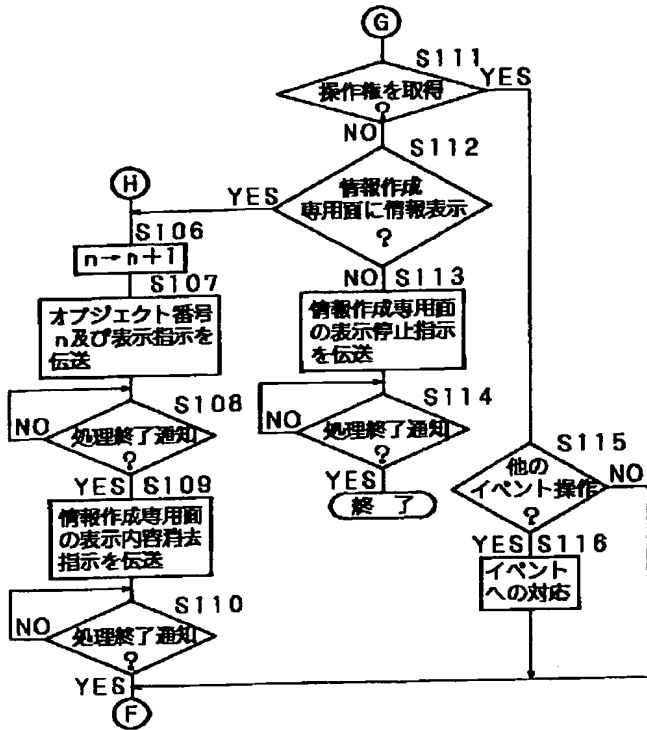 G
S111
操作権を取得
?
YES
NO
S112
情報作成
専用面に情報表示
?
YES
H
S106
n→n+1
S107
オブジェクト番号
n及び表示指示を
伝送
S108
処理終了通知
?
NO
YES
S109
情報作成専用面
の表示内容消去
指示を伝送
S110
処理終了通知
?
NO
YES
F
NO
S113
情報作成専用面
の表示停止指示
を伝送
S114
処理終了通知
?
NO
YES
終 了
S115
他の
イベント操作
?
NO
YES
S116
イベント
への対応